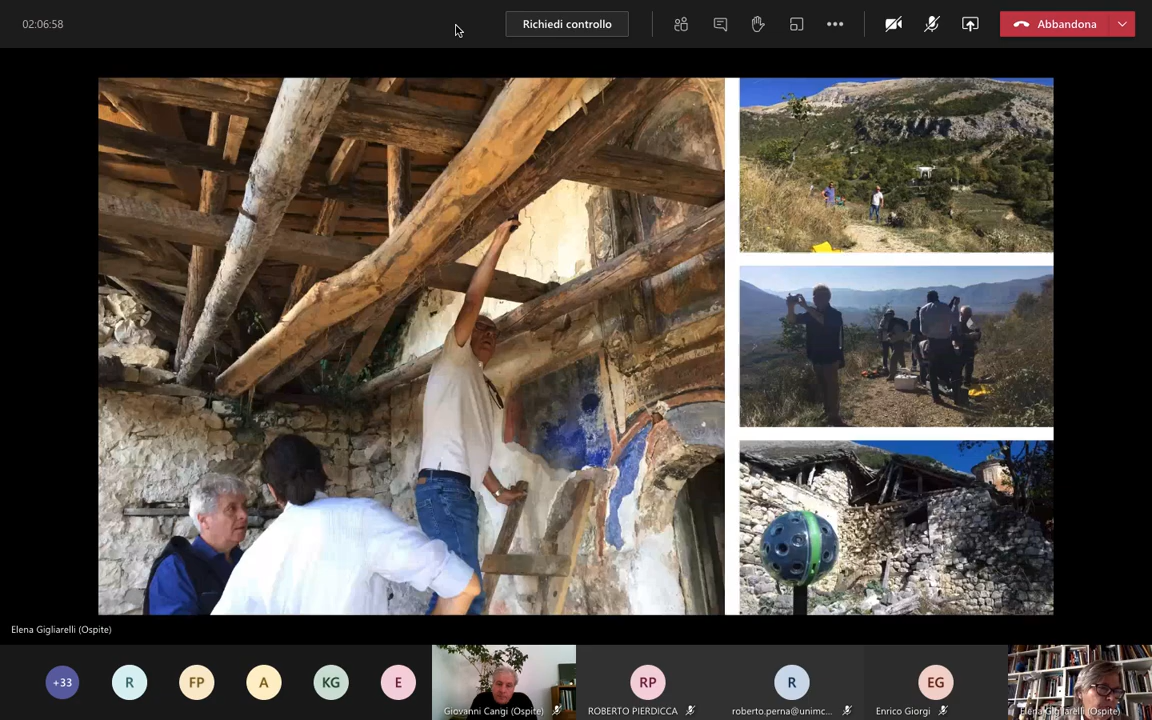 02:06:58
Richiedi controllo
Abbandona
Elena Gigliarelli (Ospite)
+33
R
FP
A
KG
E
Giovanni Cangi (Ospite)
RP
ROBERTO PIERDICCA
R
roberto.perna@unimc...
EG
Enrico Giorgi
Elena Gigliarelli (Ospite)